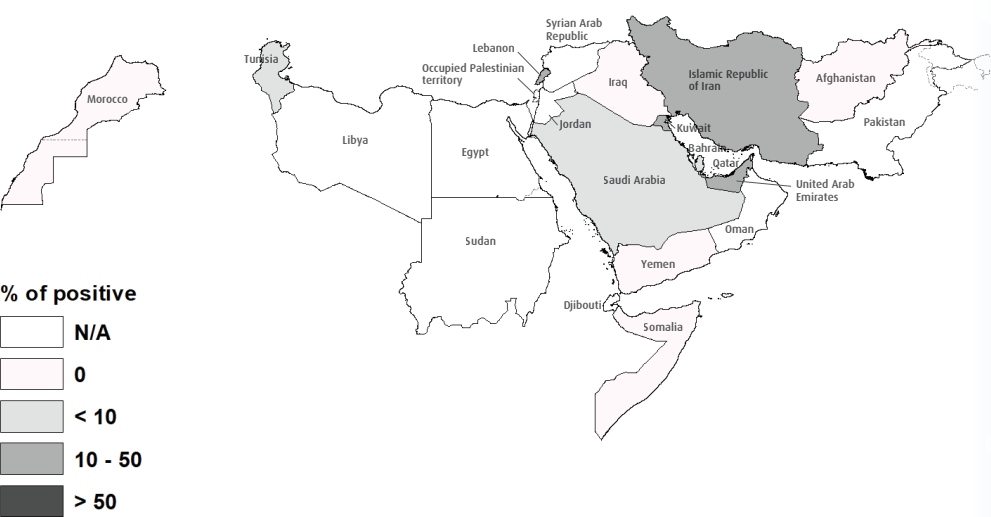 Syrian Arab
Republic
Lebanon
Tunisia
Occupied Palestinian
territory
Islamic Republic
of Iran
Afghanistan
Iraq
Morocco
Pakistan
Jordan
Kuwait
Libya
Bahrain
Egypt
Qatar
Saudi Arabia
United Arab
Emirates
Oman
Sudan
Yemen
% of positive
Djibouti
Somalia
N/A
0
< 10
10 - 50
> 50